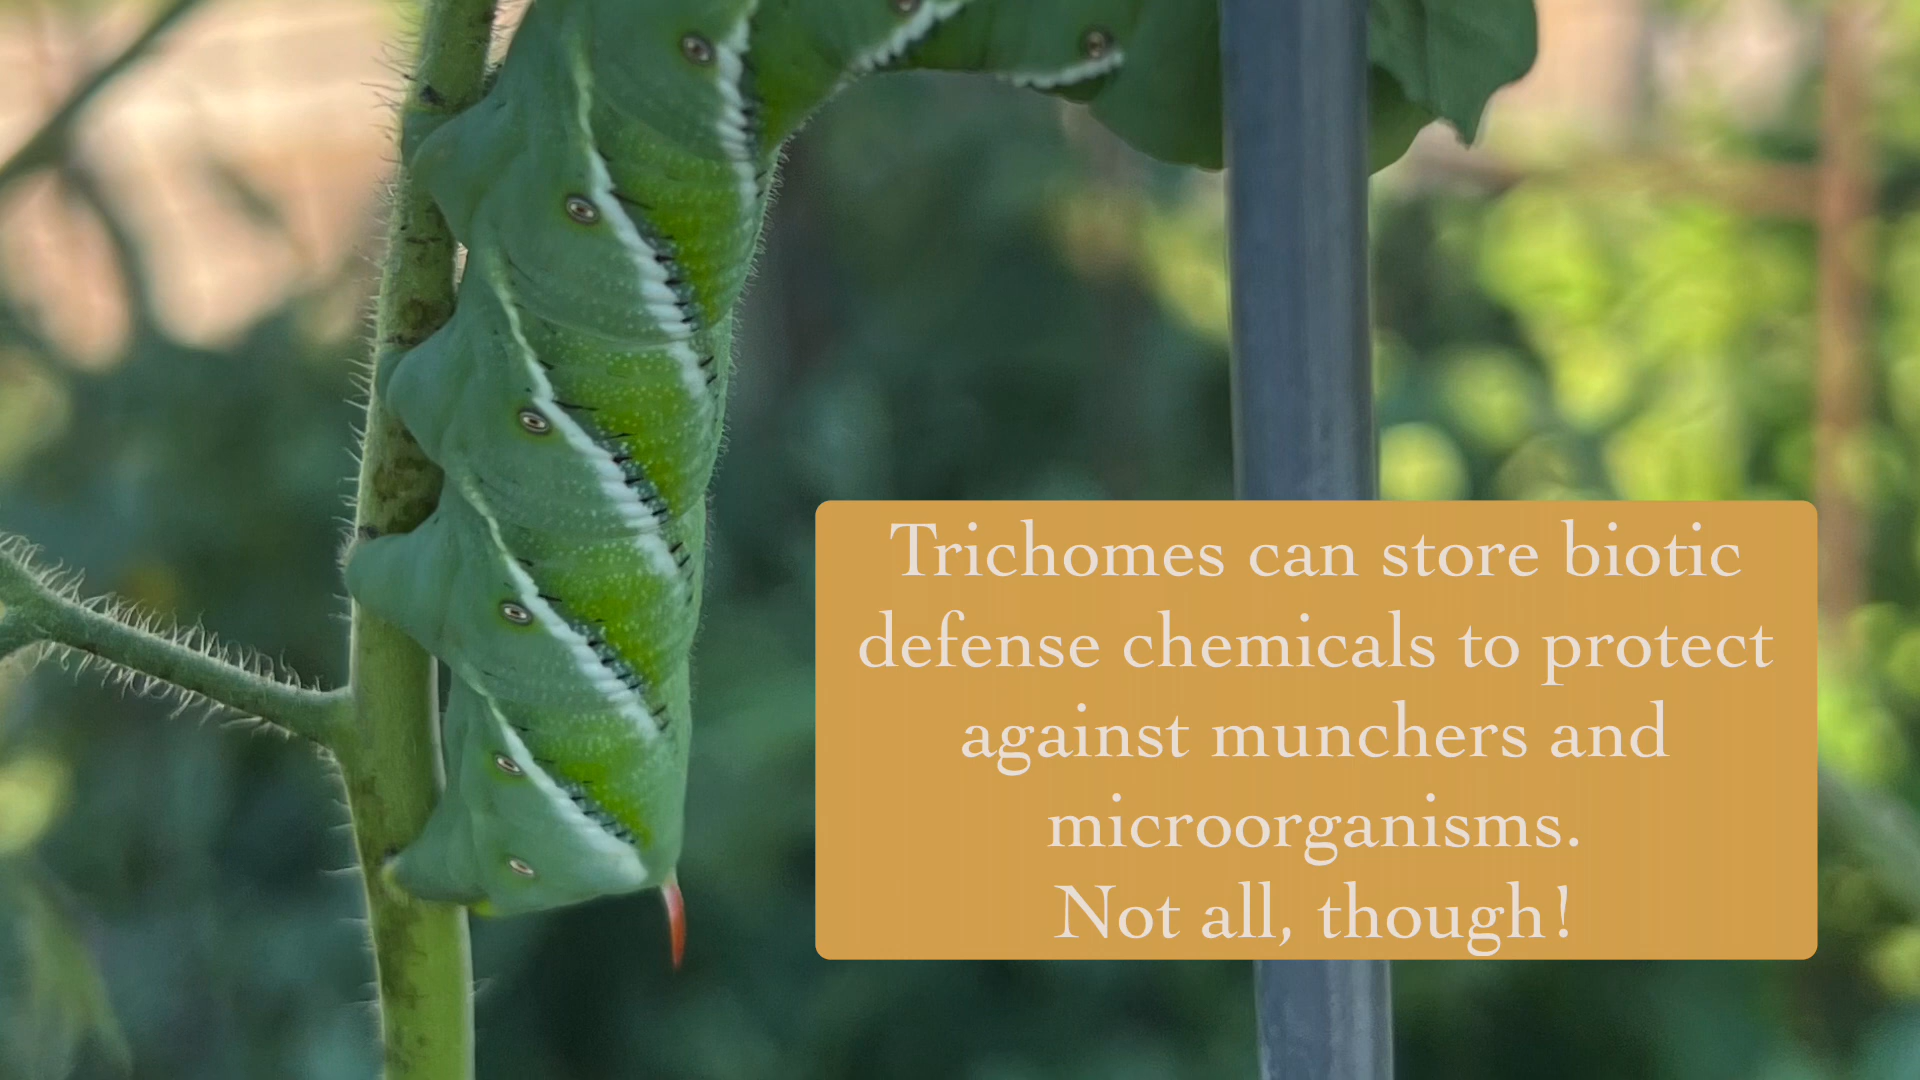 Trichomes can store biotic
defense chemicals to protect
against munchers and
microorganisms.
Not all, though!